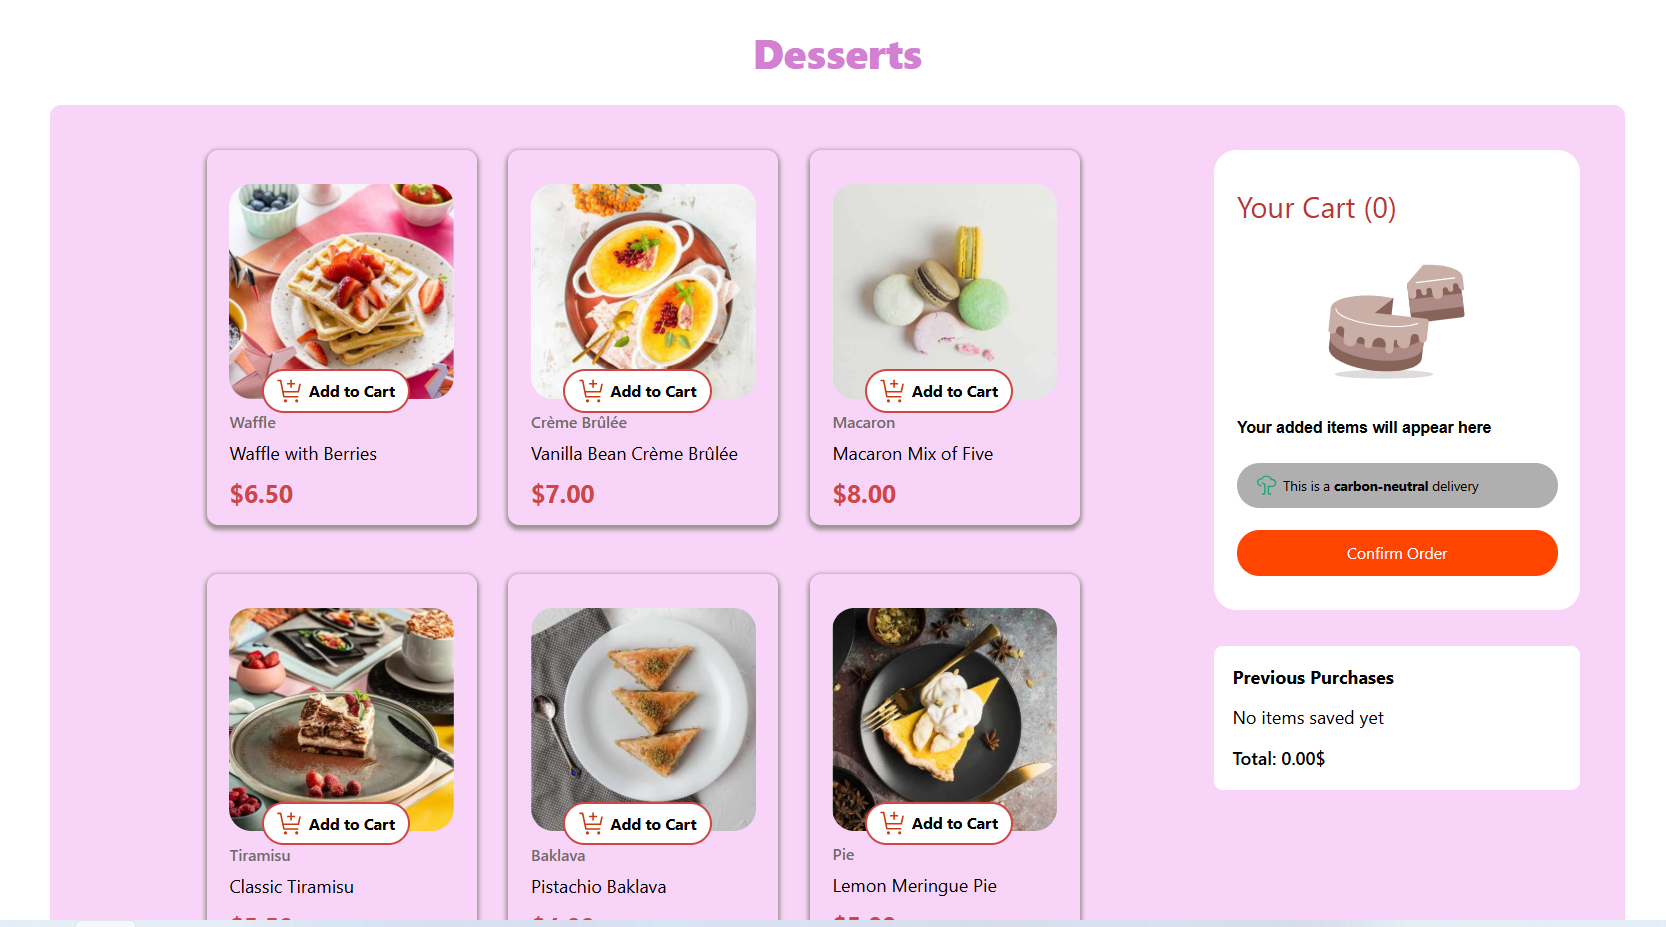 Desserts
Add to Cart
Waffle
Waffle with Berries
$6.50
Add to Cart
Crème Brûlée
Vanilla Bean Crème Brûlée
$7.00
Add to Cart
Macaron
Macaron Mix of Five
$8.00
Add to Cart
Tiramisu
Classic Tiramisu
Add to Cart
Baklava
Pistachio Baklava
Add to Cart
Pie
Lemon Meringue Pie
Your Cart (0)
Your added items will appear here
This is a carbon-neutral delivery
Confirm Order
Previous Purchases
No items saved yet
Total: 0.00$